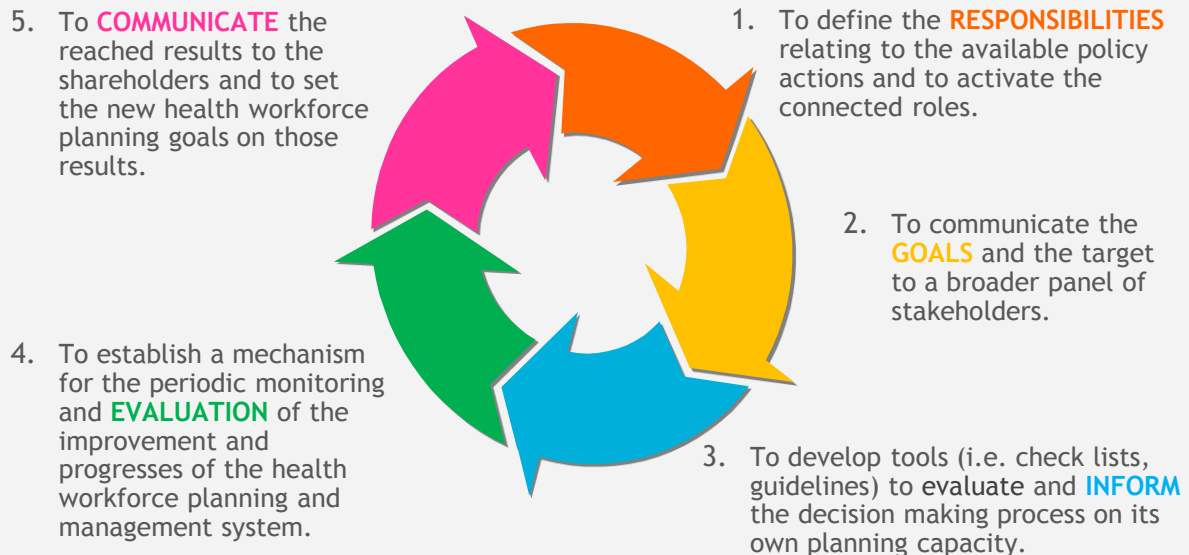 1. To define the RESPONSIBILITIES
relating to the available policy
actions and to activate the
connected roles.
2. To communicate the
GOALS and the target
to a broader panel of
stakeholders.
3. To develop tools (i.e. check lists,
guidelines) to evaluate and INFORM
the decision making process on its
own planning capacity.
4. To establish a mechanism
for the periodic monitoring
and EVALUATION of the
improvement and
progresses of the health
workforce planning and
management system.
5. To COMMUNICATE the
reached results to the
shareholders and to set
the new health workforce
planning goals on those
results.